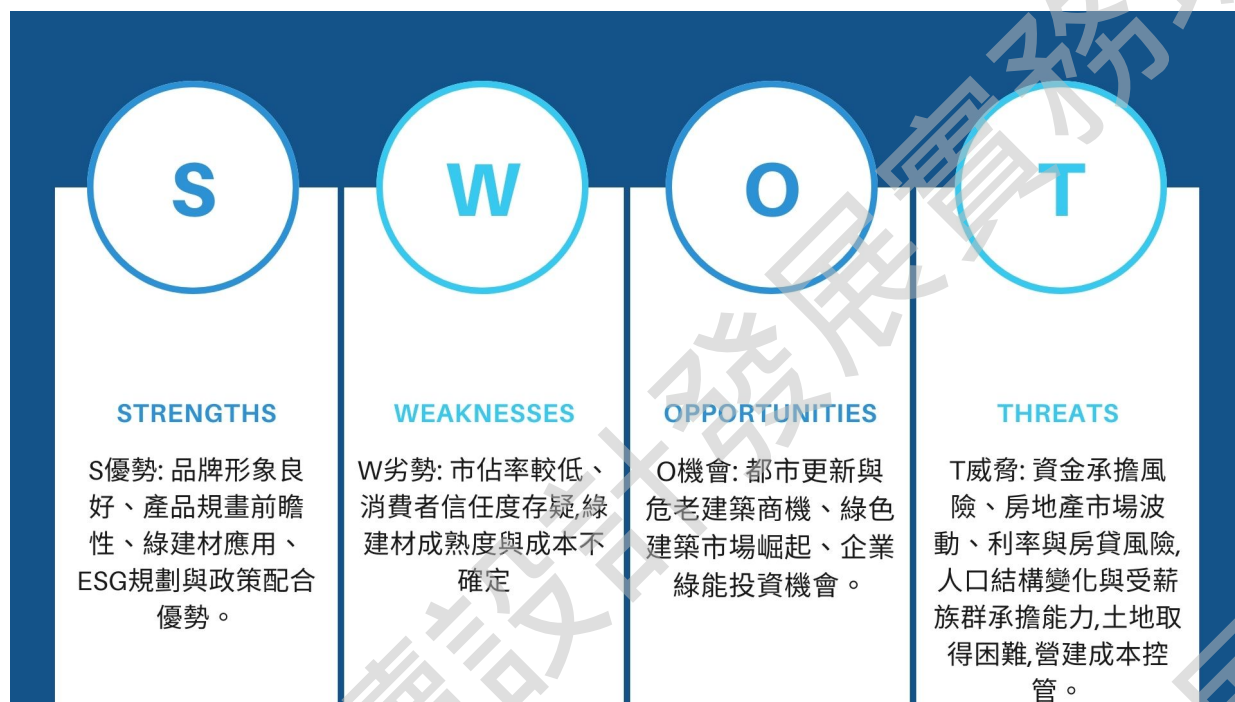 S
W
O
T
STRENGTHS
S優勢: 品牌形象良
好、產品規畫前瞻
性、綠建材應用、
ESG規劃與政策配合
優勢。
WEAKNESSES
W劣勢: 市佔率較低、
消費者信任度存疑,綠
建材成熟度與成本不
確定
OPPORTUNITIES
O機會: 都市更新與
危老建築商機、綠色
建築市場崛起、企業
綠能投資機會。
THREATS
T威脅: 資金承擔風
險、房地產市場波
動、利率與房貸風險,
人口結構變化與受薪
族群承擔能力,土地取
得困難,營建成本控
管。
設計發展實務